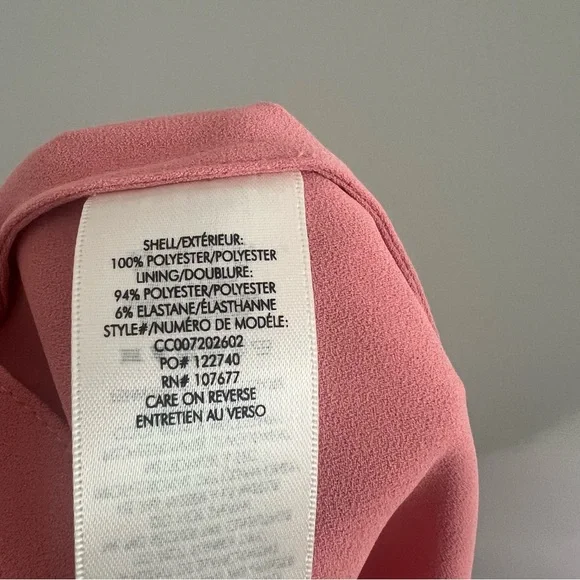 SHELL/EXTÉRIEUR:
100% POLYESTER/POLYESTER
LINING/DOUBLURE:
94% POLYESTER/POLYESTER
6% ELASTANE/ÉLASTHANNE
STYLE#/NUMÉRO DE MODÉLE:
CC007202602
PO# 122740
RN# 107677
CARE ON REVERSE
ENTRETIEN AU VERSO